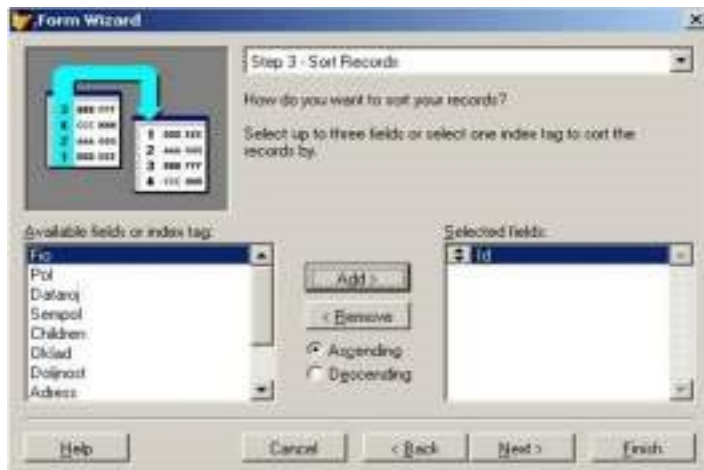 Form Wizard
Step 3 - Sort Records
How do you want to sort your records?
Select up to three fields or select one index tag to sort the
records by.
Available fields or index tag:
Selected fields:
Fio
Id
Pol
Dataroj
Sempol
Children
Oklad
Doljnost
Adress
Add >
< Remove
Ascending
Descending
Help
Cancel
< Back
Next >
Finish